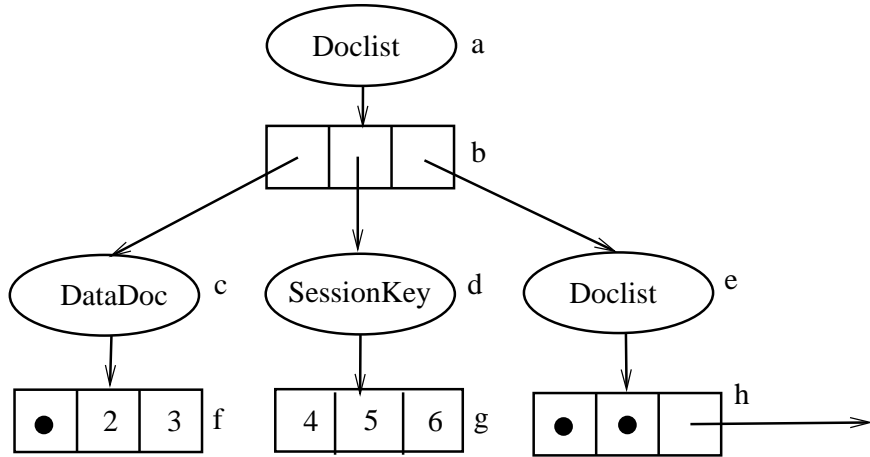 Doclist a
b
DataDoc c
SessionKey d
Doclist e
2 3 f
4 5 6 g
h